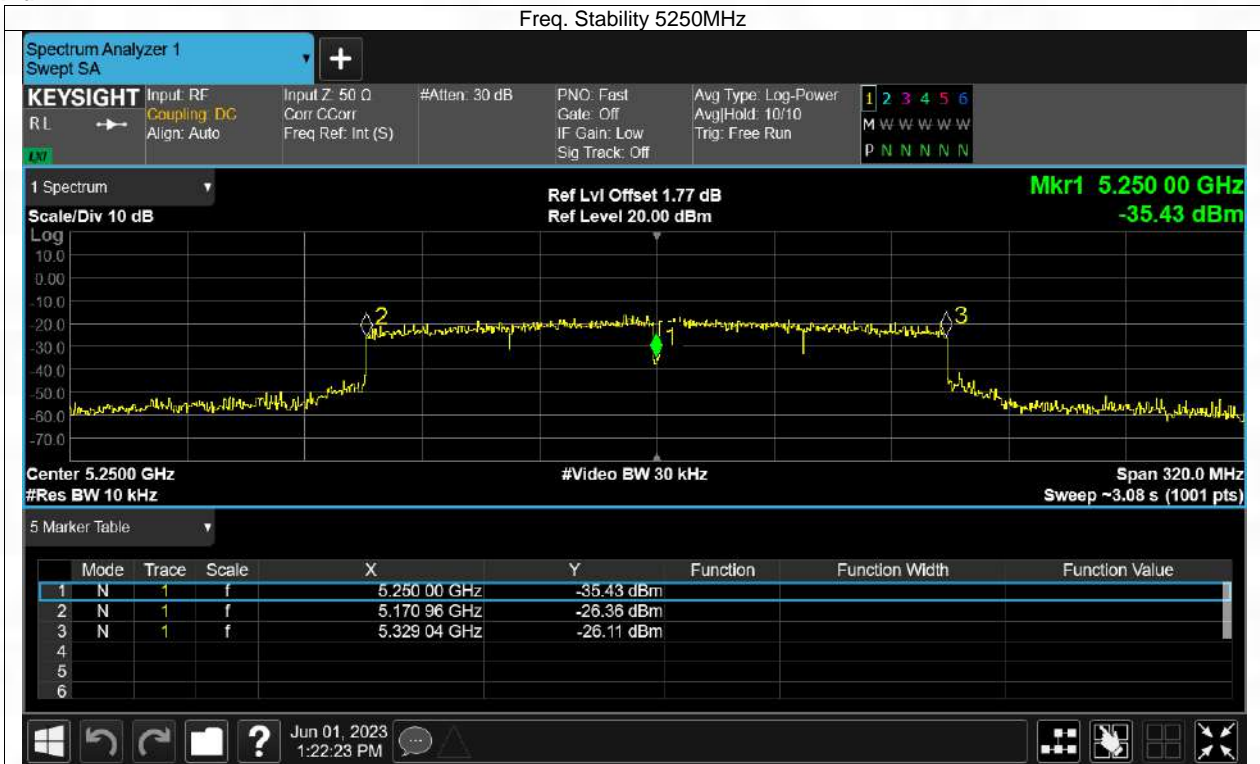 Freq. Stability 5250MHz
Spectrum Analyzer 1
Swept SA
+
KEYSIGHT Input: RF Input Z: 50 Ω #Atten: 30 dB PNO: Fast Avg Type: Log-Power 1 2 3 4 5 6
RL Coupling: DC Corr CCorr Gate: Off Avg|Hold: 10/10 M W W W W W
Align: Auto Freq Ref: Int (S) IF Gain: Low Trig: Free Run P N N N N N
LXI Sig Track: Off
1 Spectrum Ref Lvl Offset 1.77 dB Mkr1 5.250 00 GHz
Scale/Div 10 dB Ref Level 20.00 dBm -35.43 dBm
Log
10.0
0.00
-10.0
-20.0
-30.0
-40.0
-50.0
-60.0
-70.0
2
1
3
Center 5.2500 GHz #Video BW 30 kHz Span 320.0 MHz
#Res BW 10 kHz Sweep ~3.08 s (1001 pts)
5 Marker Table
Mode Trace Scale X Y Function Function Width Function Value
1 N 1 f 5.250 00 GHz -35.43 dBm
2 N 1 f 5.170 96 GHz -26.36 dBm
3 N 1 f 5.329 04 GHz -26.11 dBm
4
5
6
? Jun 01, 2023
1:22:23 PM